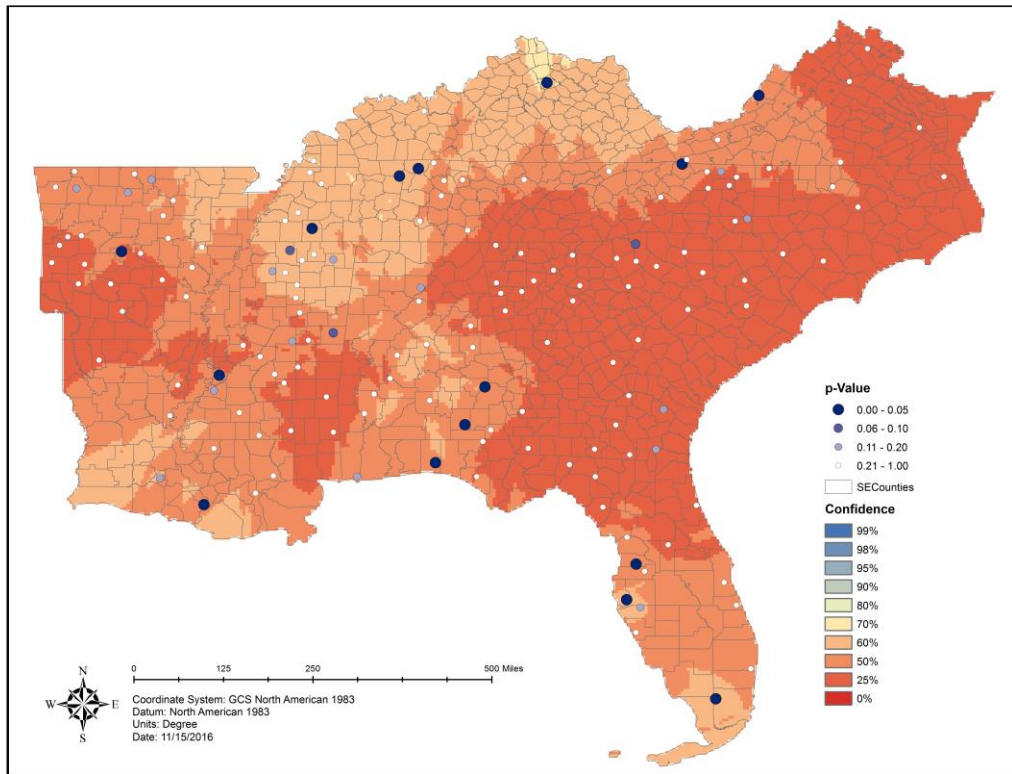 p-Value
0.00 - 0.05
0.06 - 0.10
0.11 - 0.20
0.21 - 1.00
SECounties
Confidence
99%
98%
95%
90%
80%
70%
60%
50%
25%
0%
0 125 250 500 Miles
N
W E
S
Coordinate System: GCS North American 1983
Datum: North American 1983
Units: Degree
Date: 11/15/2016